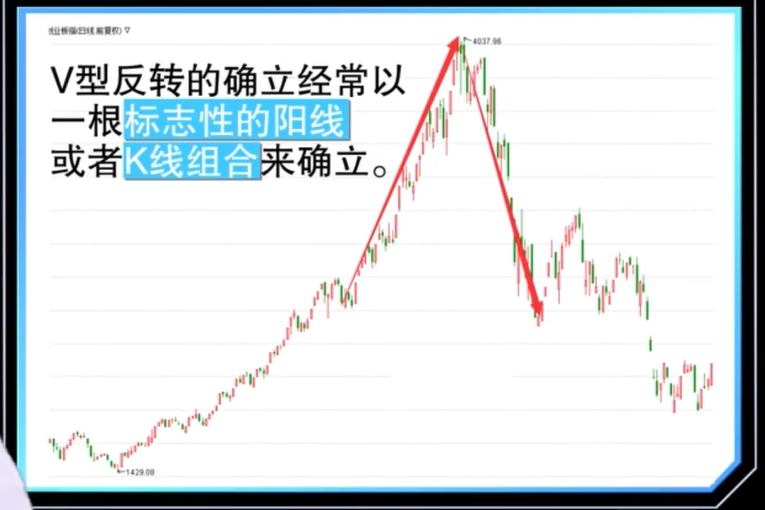 创业板指(日线.前复权) ▽
4037.96
V型反转的确立经常以
一根标志性的阳线
或者K线组合来确立。
1429.08